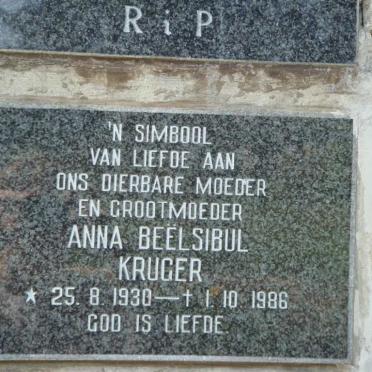 R i P
'N SIMBOOL
VAN LIEFDE AAN
ONS DIERBARE MOEDER
EN GROOTMOEDER
ANNA BEELSIBUL
KRUGER
★ 25. 8. 1930 — † 1. 10 1986
GOD IS LIEFDE.